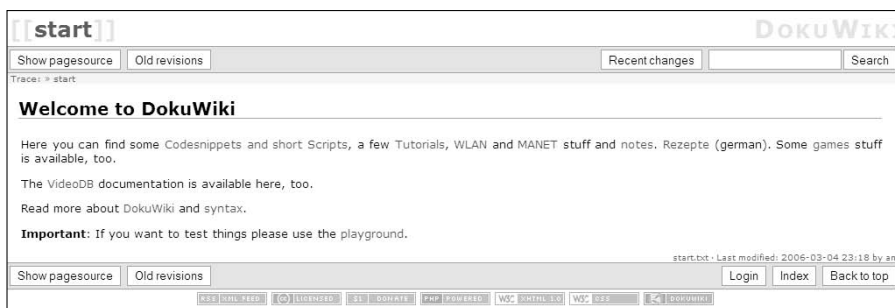 [[start]]
DOKUWIKI
Show pagesource Old revisions Recent changes Search
Trace: » start
Welcome to DokuWiki
Here you can find some Codesnippets and short Scripts, a few Tutorials, WLAN and MANET stuff and notes. Rezepte (german). Some games stuff
is available, too.
The VideoDB documentation is available here, too.
Read more about DokuWiki and syntax.
Important: If you want to test things please use the playground.
start.txt · Last modified: 2006-03-04 23:18 by an
Show pagesource Old revisions Login Index Back to top
RSS XML FEED (cc) LICENSED $1 DONATE PHP POWERED W3C XHTML 1.0 W3C CSS DOKUWIKI